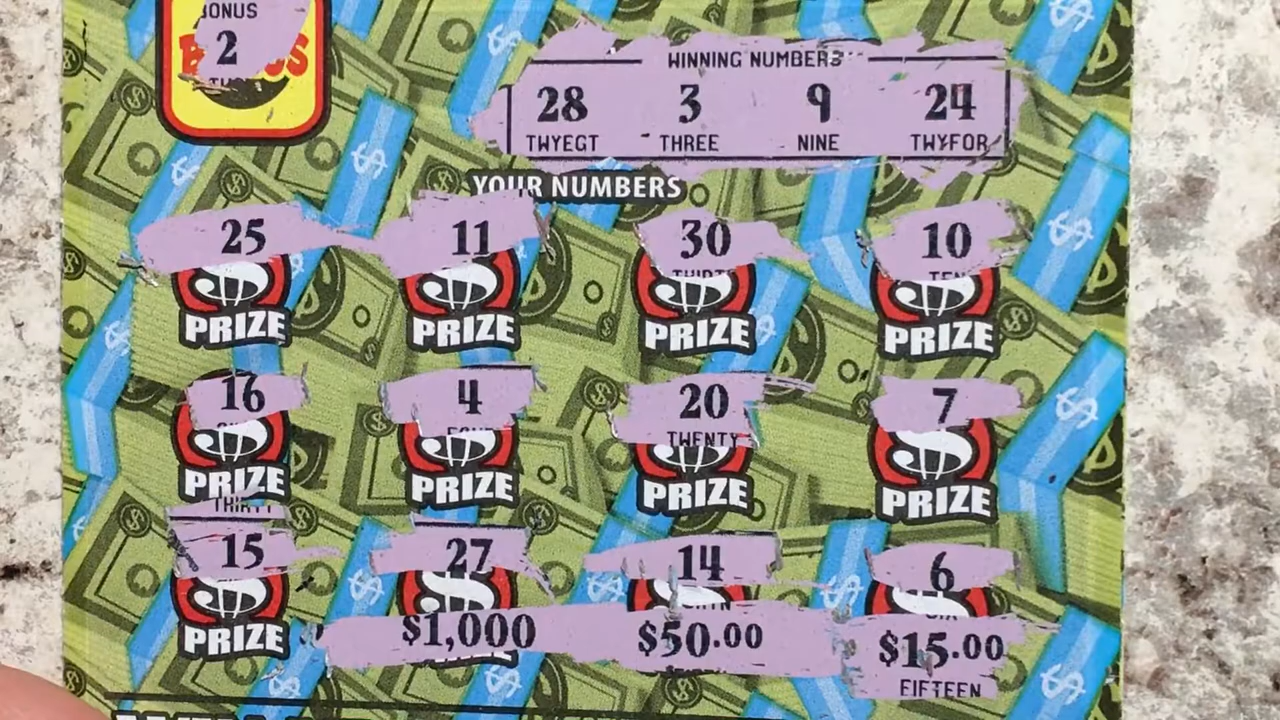 BONUS
2
WINNING NUMBERS
28 3 9 24
TWYEGT THREE NINE TWYFOR
YOUR NUMBERS
25 11 30 10
PRIZE PRIZE PRIZE PRIZE
16 4 20 7
TWENTY
PRIZE PRIZE PRIZE PRIZE
15 27 14 6
PRIZE $1,000 $50.00 $15.00
FIFTEEN